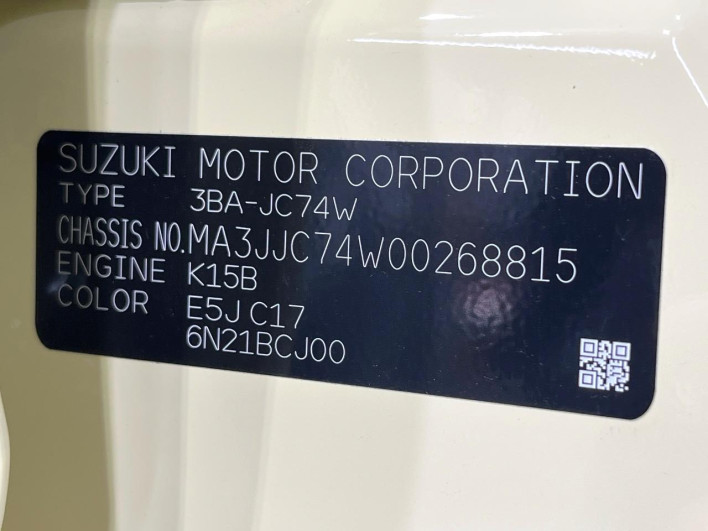 SUZUKI MOTOR CORPORATION
TYPE 3BA-JC74W
CHASSIS NO.MA3JJC74W00268815
ENGINE K15B
COLOR E5J C17
6N21BCJ00